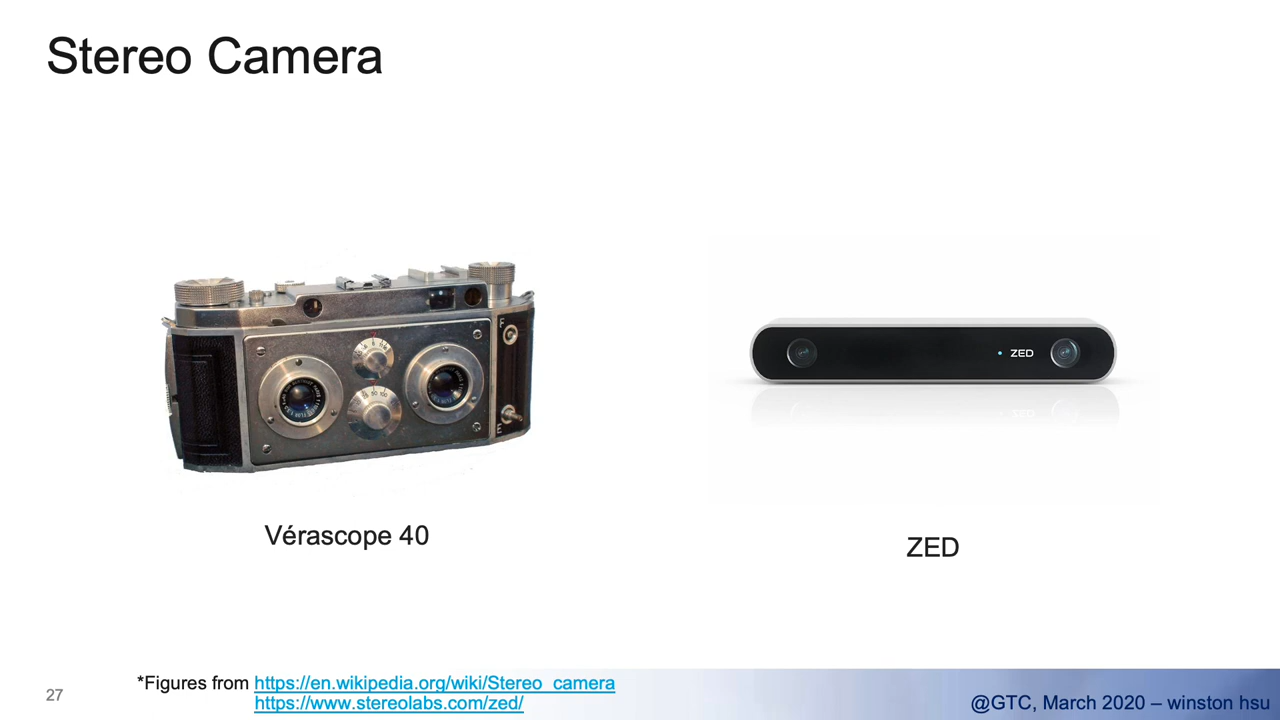 Stereo Camera
ZED
Vérascope 40
ZED
*Figures from https://en.wikipedia.org/wiki/Stereo_camera
https://www.stereolabs.com/zed/
27
@GTC, March 2020 – winston hsu